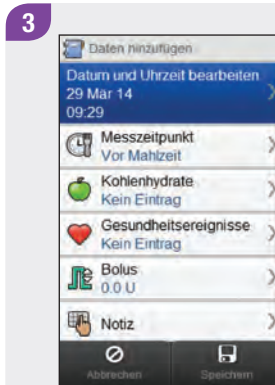 3
Daten hinzufügen
Datum und Uhrzeit bearbeiten
29 Mar 14
09:29
Messzeitpunkt
Vor Mahlzeit
Kohlenhydrate
Kein Eintrag
Gesundheitsereignisse
Kein Eintrag
Bolus
0.0 U
Notiz
Abbrechen
Speichern